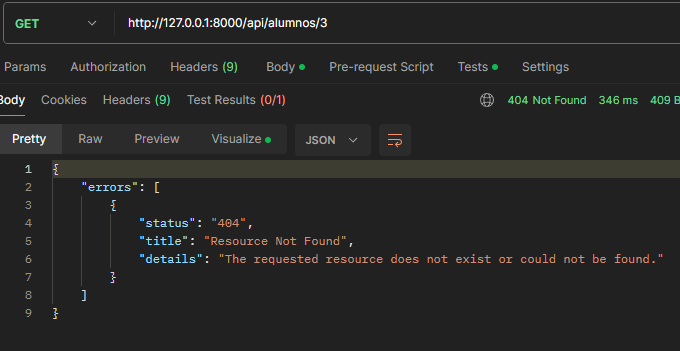 GET http://127.0.0.1:8000/api/alumnos/3
Params Authorization Headers (9) Body Pre-request Script Tests Settings
Body Cookies Headers (9) Test Results (0/1) 404 Not Found 346 ms 409 B
Pretty Raw Preview Visualize JSON
1 {
2 "errors": [
3 {
4 "status": "404",
5 "title": "Resource Not Found",
6 "details": "The requested resource does not exist or could not be found."
7 }
8 ]
9 }